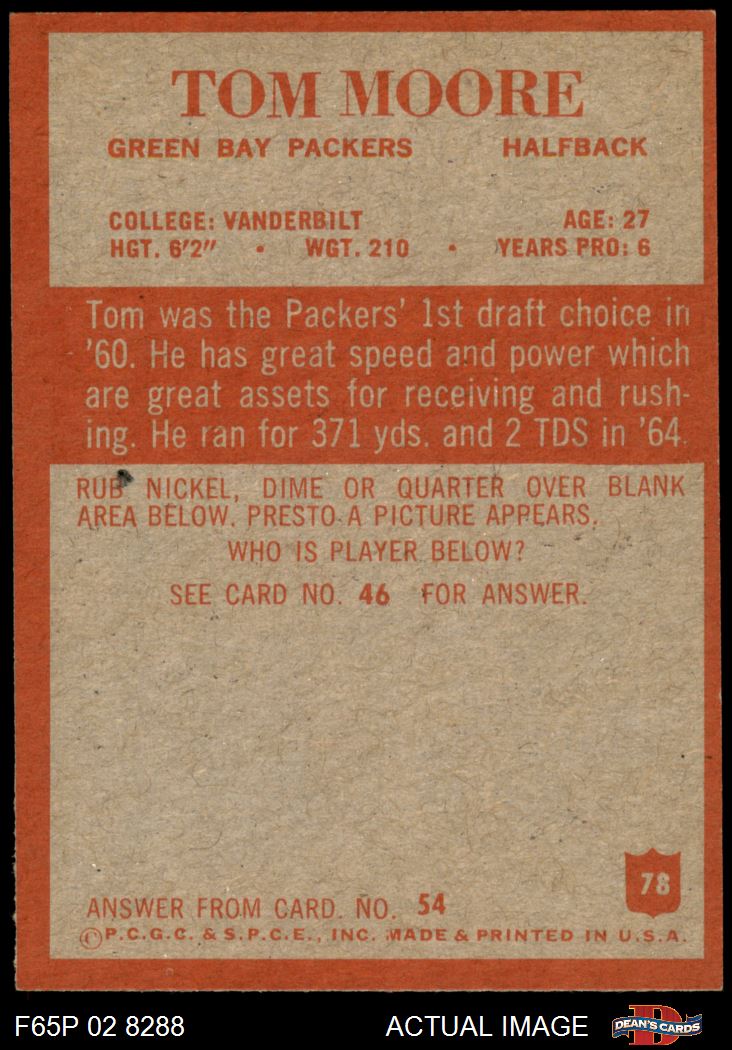 TOM MOORE
GREEN BAY PACKERS HALFBACK
COLLEGE: VANDERBILT AGE: 27
HGT. 6'2" • WGT. 210 • YEARS PRO: 6
Tom was the Packers' 1st draft choice in
'60. He has great speed and power which
are great assets for receiving and rush-
ing. He ran for 371 yds. and 2 TDS in '64.
RUB NICKEL, DIME OR QUARTER OVER BLANK
AREA BELOW. PRESTO-A PICTURE APPEARS.
WHO IS PLAYER BELOW?
SEE CARD NO. 46 FOR ANSWER.
78
ANSWER FROM CARD. NO. 54
©P.C.G.C. & S.P.C.E., INC. MADE & PRINTED IN U.S.A.
F65P 02 8288 ACTUAL IMAGE D DEAN'S CARDS